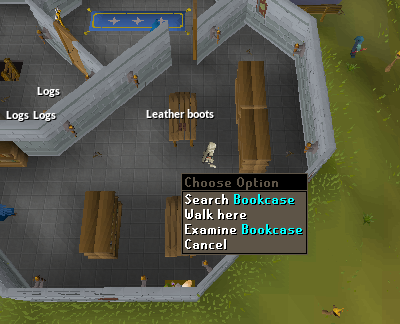 Logs
Logs Logs
Leather boots
Choose Option
Search Bookcase
Walk here
Examine Bookcase
Cancel